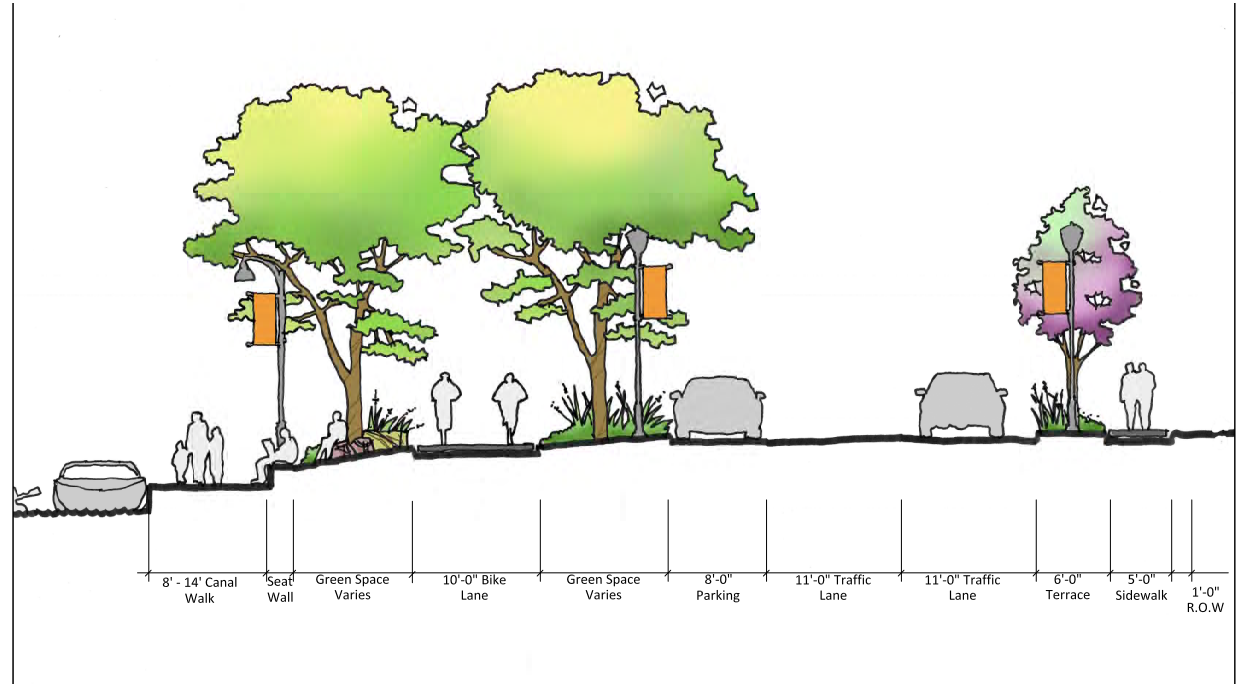 8' - 14' Canal
Walk
Seat
Wall
Green Space
Varies
10'-0" Bike
Lane
Green Space
Varies
8'-0"
Parking
11'-0" Traffic
Lane
11'-0" Traffic
Lane
6'-0"
Terrace
5'-0"
Sidewalk
1'-0"
R.O.W